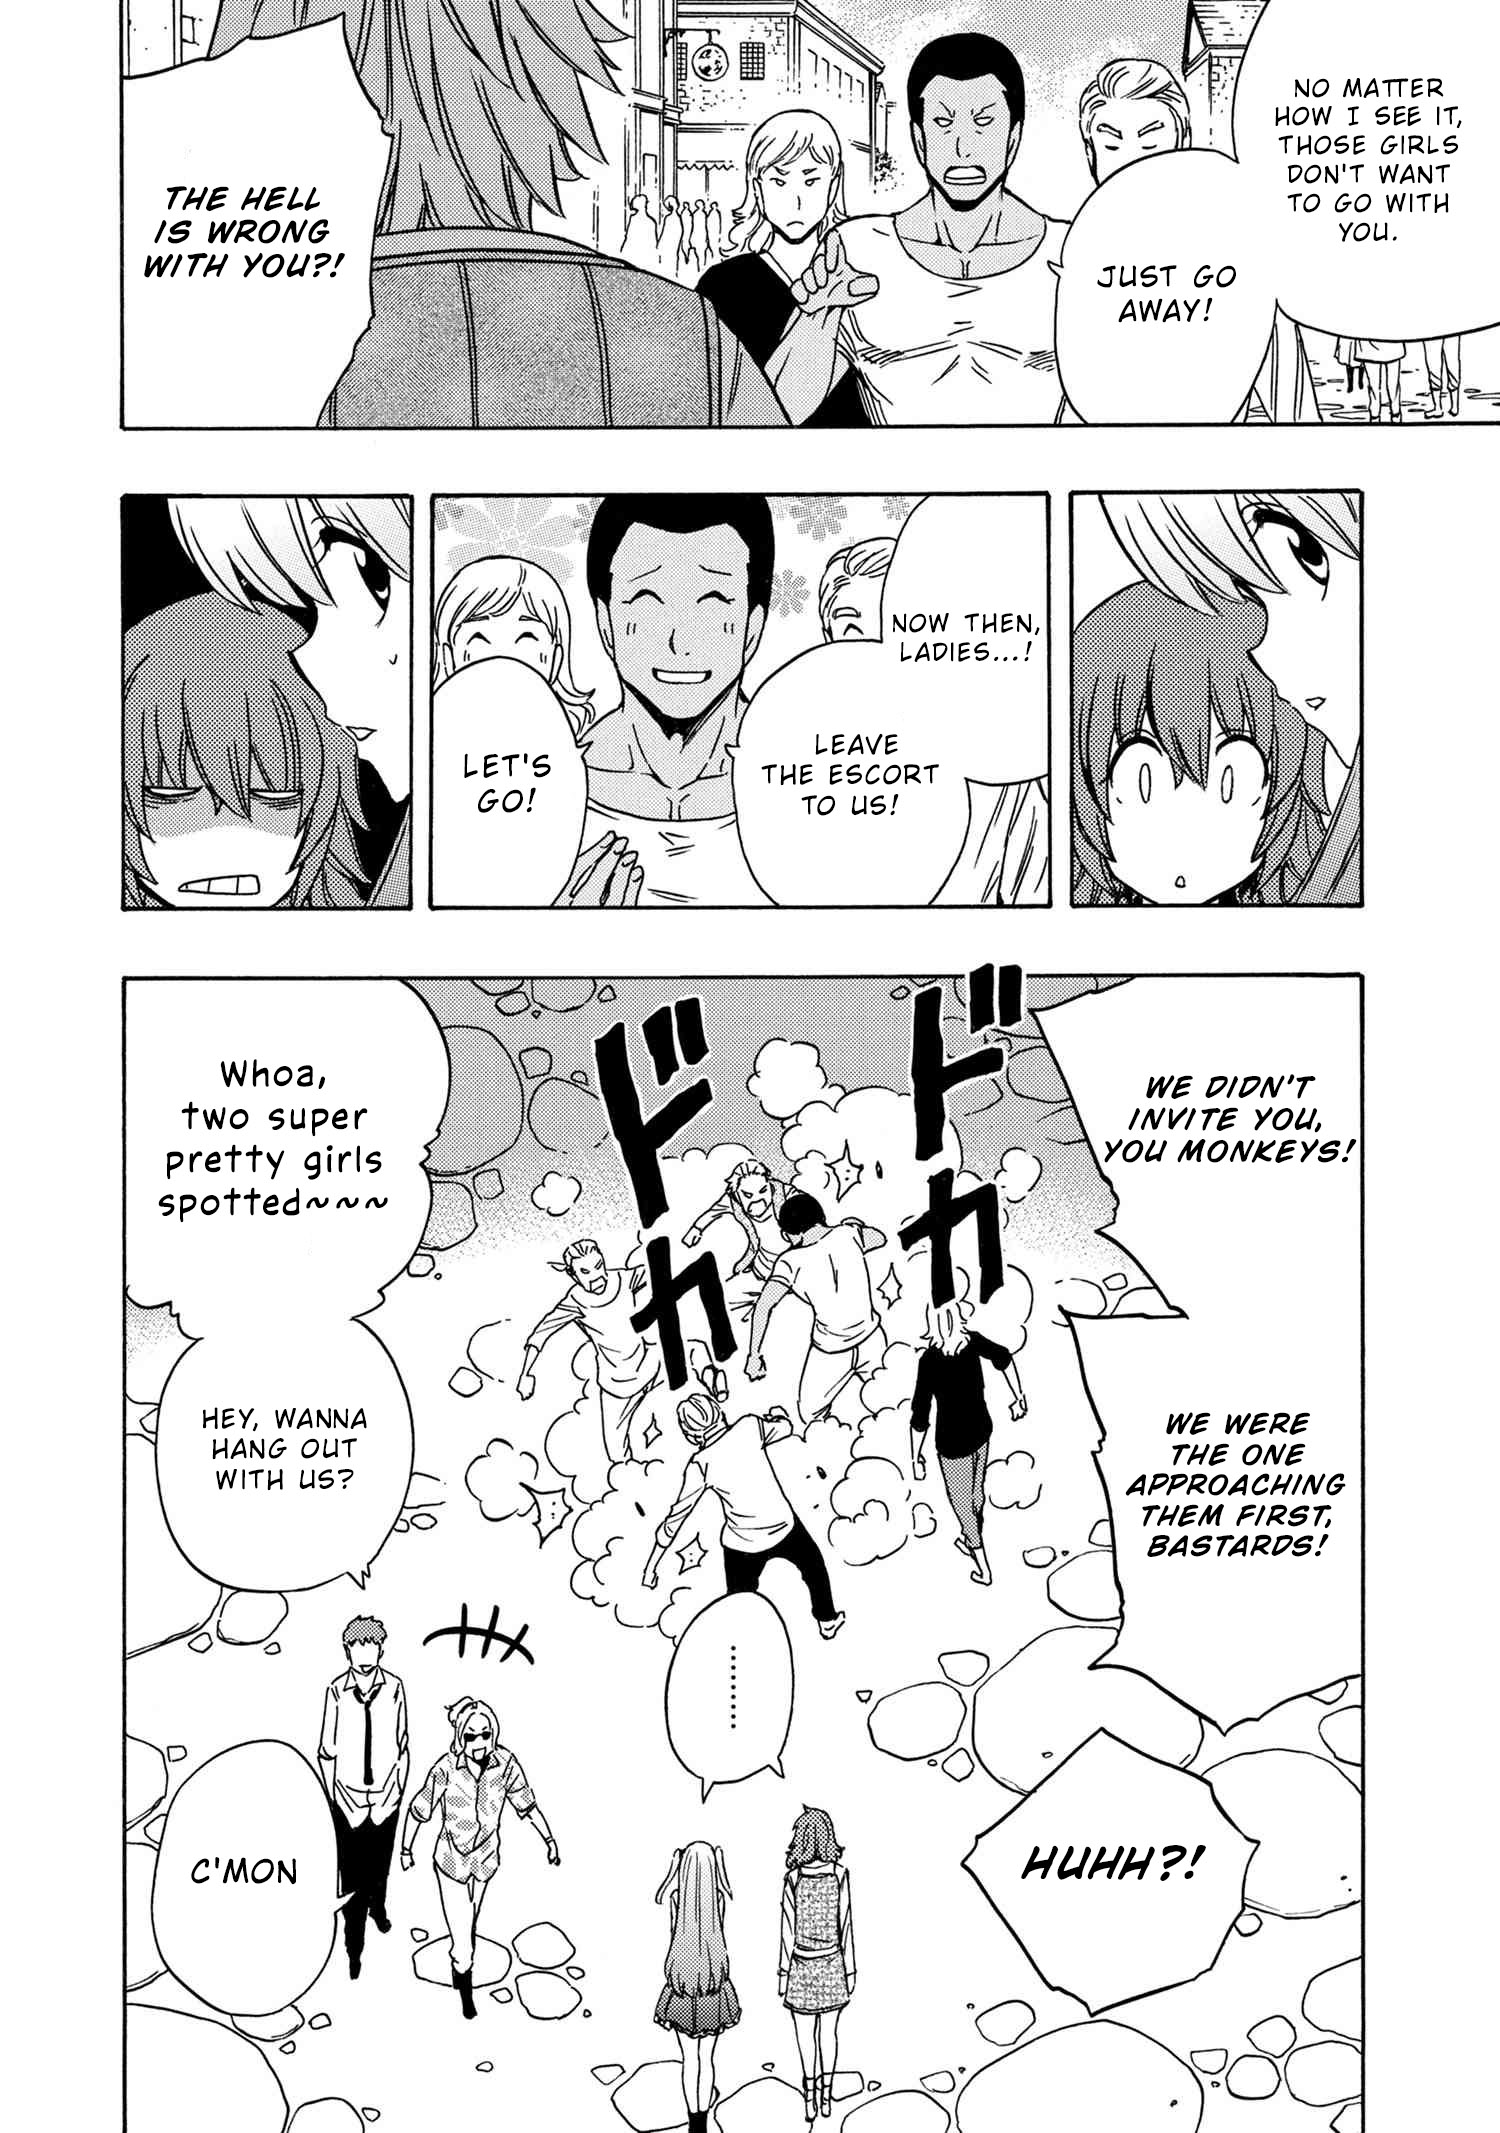 NO MATTER
HOW I SEE IT,
THOSE GIRLS
DON'T WANT
TO GO WITH
YOU.
JUST GO
AWAY!
THE HELL
IS WRONG
WITH YOU?!
NOW THEN,
LADIES...!
LEAVE
THE ESCORT
TO US!
LET'S
GO!
WE DIDN'T
INVITE YOU,
YOU MONKEYS!
WE WERE
THE ONE
APPROACHING
THEM FIRST,
BASTARDS!
HUHH?!
ドカ
ドカ
Whoa,
two super
pretty girls
spotted~~~
HEY, WANNA
HANG OUT
WITH US?
.........
C'MON